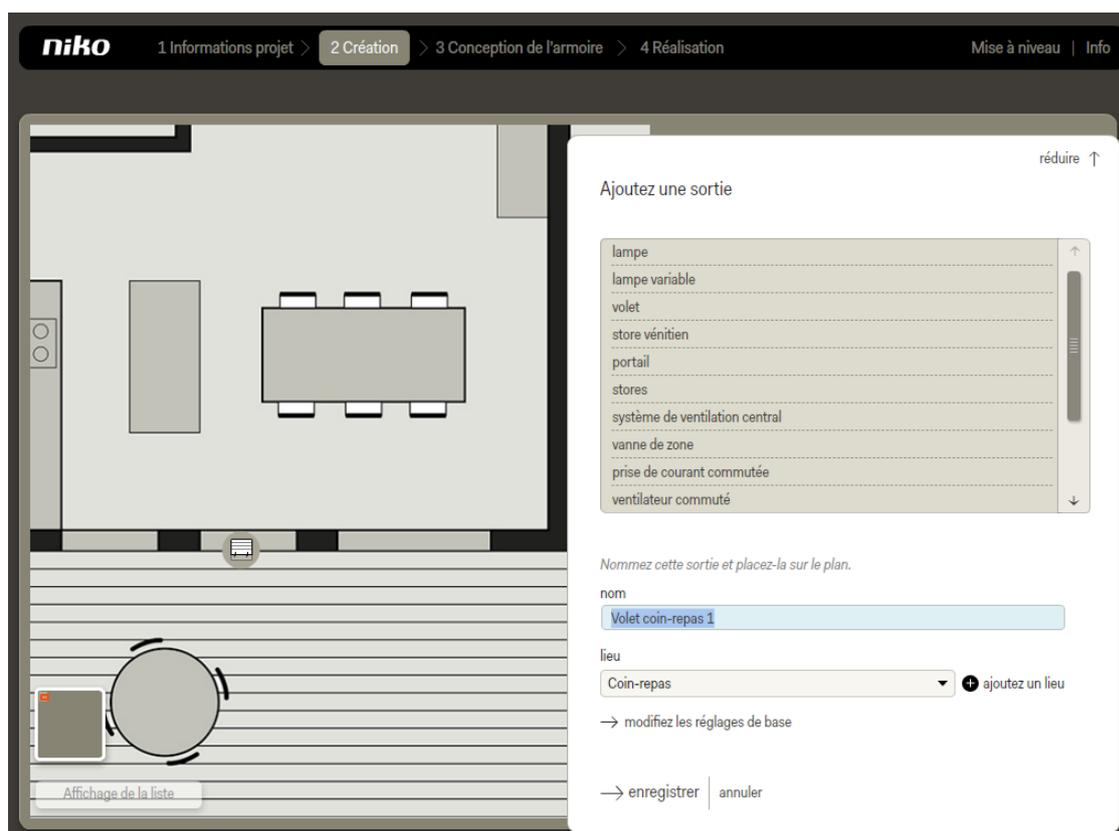 niko 1 Informations projet 2 Création 3 Conception de l'armoire 4 Réalisation Mise à niveau | Info
réduire
Ajoutez une sortie
lampe
lampe variable
volet
store vénitien
portail
stores
système de ventilation central
vanne de zone
prise de courant commutée
ventilateur commuté
Nommez cette sortie et placez-la sur le plan.
nom
Volet coin-repas 1
lieu
Coin-repas ajoutez un lieu
modifiez les réglages de base
enregistrer annuler
Affichage de la liste